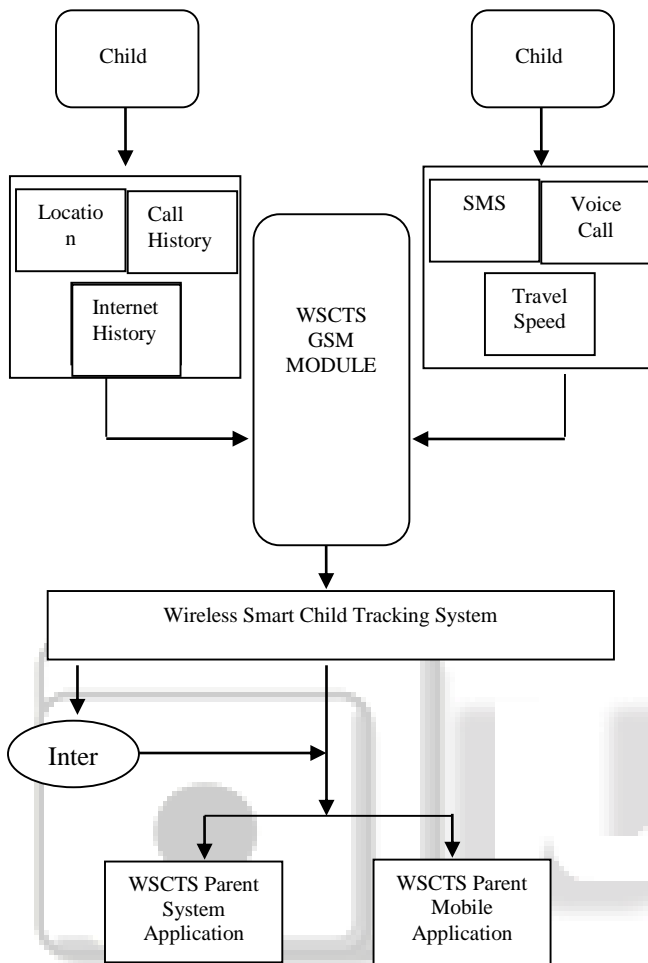 Child
Child
Locatio
n
Call
History
Internet
History
SMS
Voice
Call
Travel
Speed
WSCTS
GSM
MODULE
Wireless Smart Child Tracking System
Inter
WSCTS Parent
System
Application
WSCTS Parent
Mobile
Application